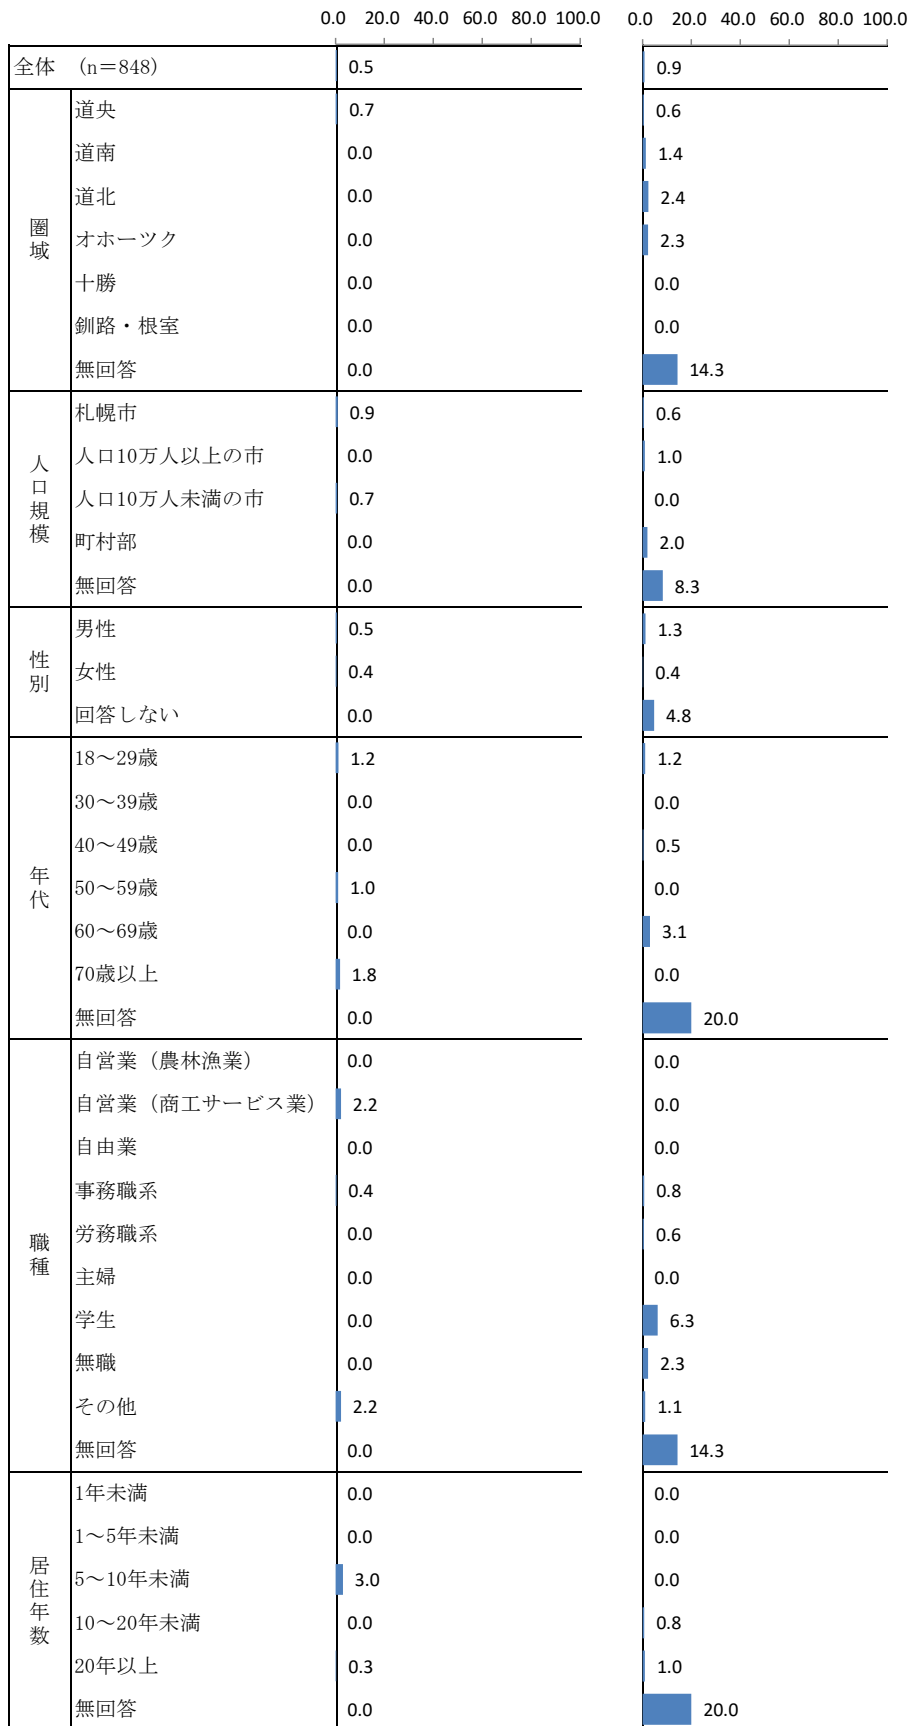 0.0 20.0 40.0 60.0 80.0 100.0 0.0 20.0 40.0 60.0 80.0 100.0
全体 (n=848) 0.5 0.9
圏域
道央 0.7 0.6
道南 0.0 1.4
道北 0.0 2.4
オホーツク 0.0 2.3
十勝 0.0 0.0
釧路・根室 0.0 0.0
無回答 0.0 14.3
人口規模
札幌市 0.9 0.6
人口10万人以上の市 0.0 1.0
人口10万人未満の市 0.7 0.0
町村部 0.0 2.0
無回答 0.0 8.3
性別
男性 0.5 1.3
女性 0.4 0.4
回答しない 0.0 4.8
年代
18～29歳 1.2 1.2
30～39歳 0.0 0.0
40～49歳 0.0 0.5
50～59歳 1.0 0.0
60～69歳 0.0 3.1
70歳以上 1.8 0.0
無回答 0.0 20.0
職種
自営業（農林漁業） 0.0 0.0
自営業（商工サービス業） 2.2 0.0
自由業 0.0 0.0
事務職系 0.4 0.8
労務職系 0.0 0.6
主婦 0.0 0.0
学生 0.0 6.3
無職 0.0 2.3
その他 2.2 1.1
無回答 0.0 14.3
居住年数
1年未満 0.0 0.0
1～5年未満 0.0 0.0
5～10年未満 3.0 0.0
10～20年未満 0.0 0.8
20年以上 0.3 1.0
無回答 0.0 20.0